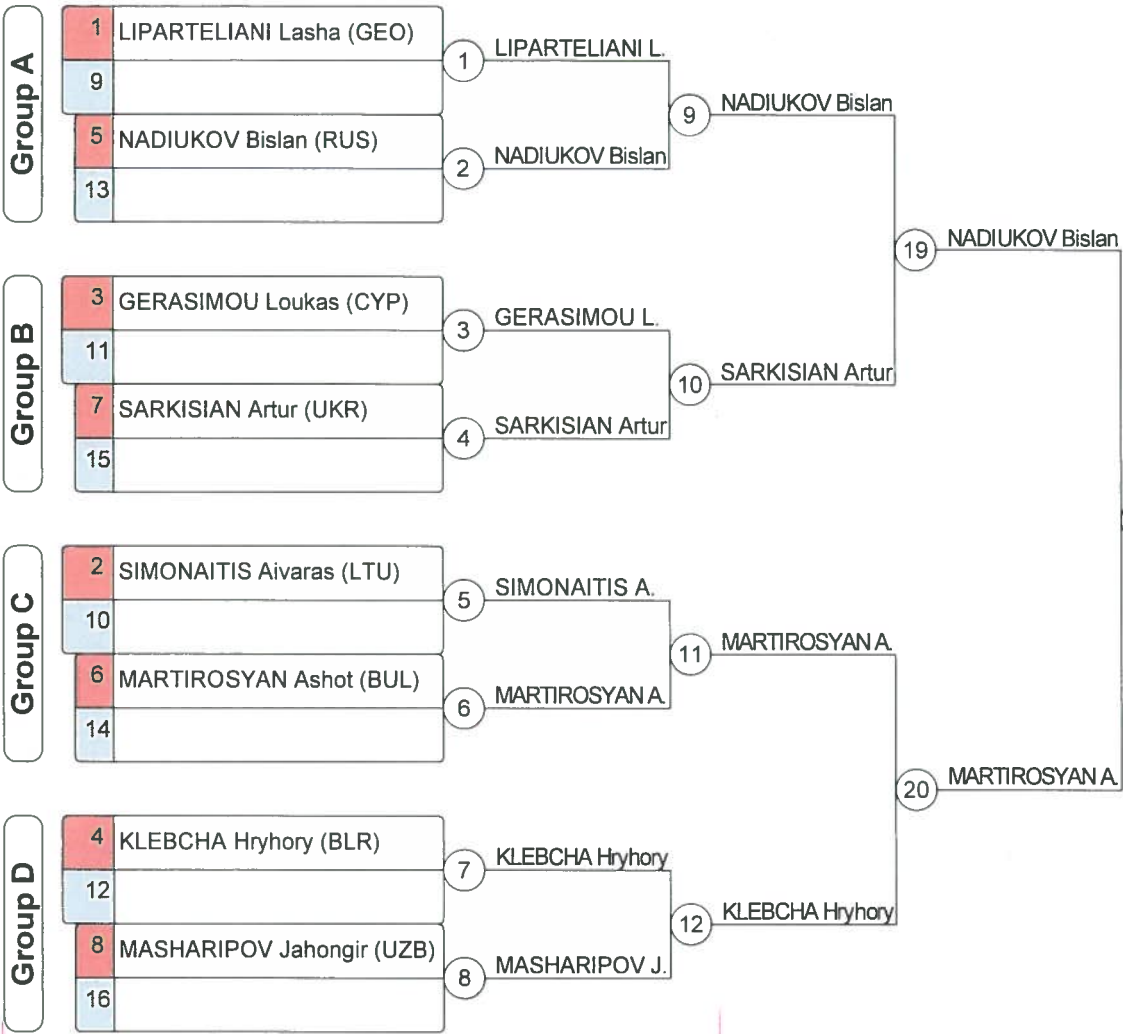 Group A
1 LIPARTELIANI Lasha (GEO)
9
5 NADIUKOV Bislan (RUS)
13
1 LIPARTELIANI L.
2 NADIUKOV Bislan
9 NADIUKOV Bislan
Group B
3 GERASIMOU Loukas (CYP)
11
7 SARKISIAN Artur (UKR)
15
3 GERASIMOU L.
4 SARKISIAN Artur
10 SARKISIAN Artur
19 NADIUKOV Bislan
Group C
2 SIMONAITIS Aivaras (LTU)
10
6 MARTIROSYAN Ashot (BUL)
14
5 SIMONAITIS A.
6 MARTIROSYAN A.
11 MARTIROSYAN A.
Group D
4 KLEBCHA Hryhory (BLR)
12
8 MASHARIPOV Jahongir (UZB)
16
7 KLEBCHA Hryhory
8 MASHARIPOV J.
12 KLEBCHA Hryhory
20 MARTIROSYAN A.